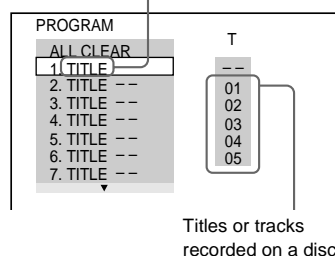 PROGRAM
T
ALL CLEAR
1. TITLE
– –
2. TITLE – –
01
3. TITLE – –
02
4. TITLE – –
03
5. TITLE – –
04
6. TITLE – –
05
7. TITLE – –
Titles or tracks
recorded on a disc